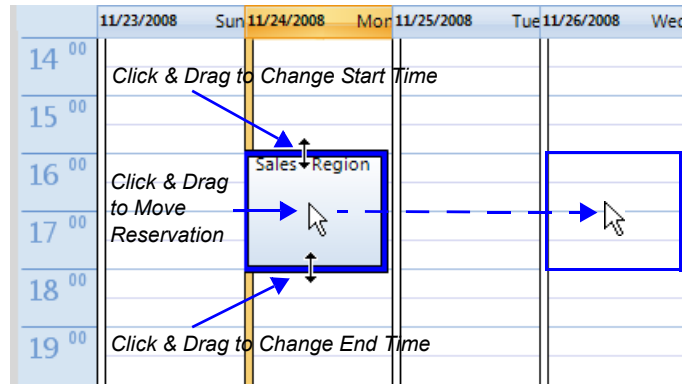 11/23/2008 Sun 11/24/2008 Mon 11/25/2008 Tue 11/26/2008 Wed
14 00
Click & Drag to Change Start Time
15 00
16 00
Sales - Region
Click & Drag
to Move
Reservation
17 00
18 00
Click & Drag to Change End Time
19 00